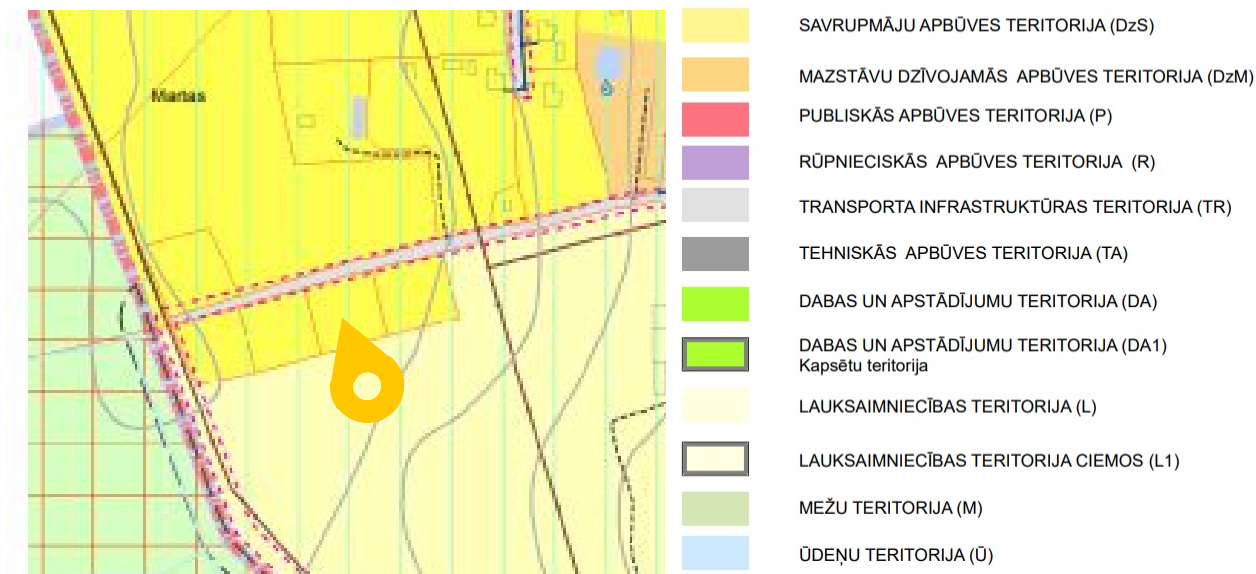 Martas
SAVRUPMĀJU APBŪVES TERITORIJA (DzS)
MAZSTĀVU DZĪVOJAMĀS APBŪVES TERITORIJA (DzM)
PUBLISKĀS APBŪVES TERITORIJA (P)
RŪPNIECISKĀS APBŪVES TERITORIJA (R)
TRANSPORTA INFRASTRUKTŪRAS TERITORIJA (TR)
TEHNISKĀS APBŪVES TERITORIJA (TA)
DABAS UN APSTĀDĪJUMU TERITORIJA (DA)
DABAS UN APSTĀDĪJUMU TERITORIJA (DA1)
Kapsētu teritorija
LAUKSAIMNIECĪBAS TERITORIJA (L)
LAUKSAIMNIECĪBAS TERITORIJA CIEMOS (L1)
MEŽU TERITORIJA (M)
ŪDEŅU TERITORIJA (Ū)